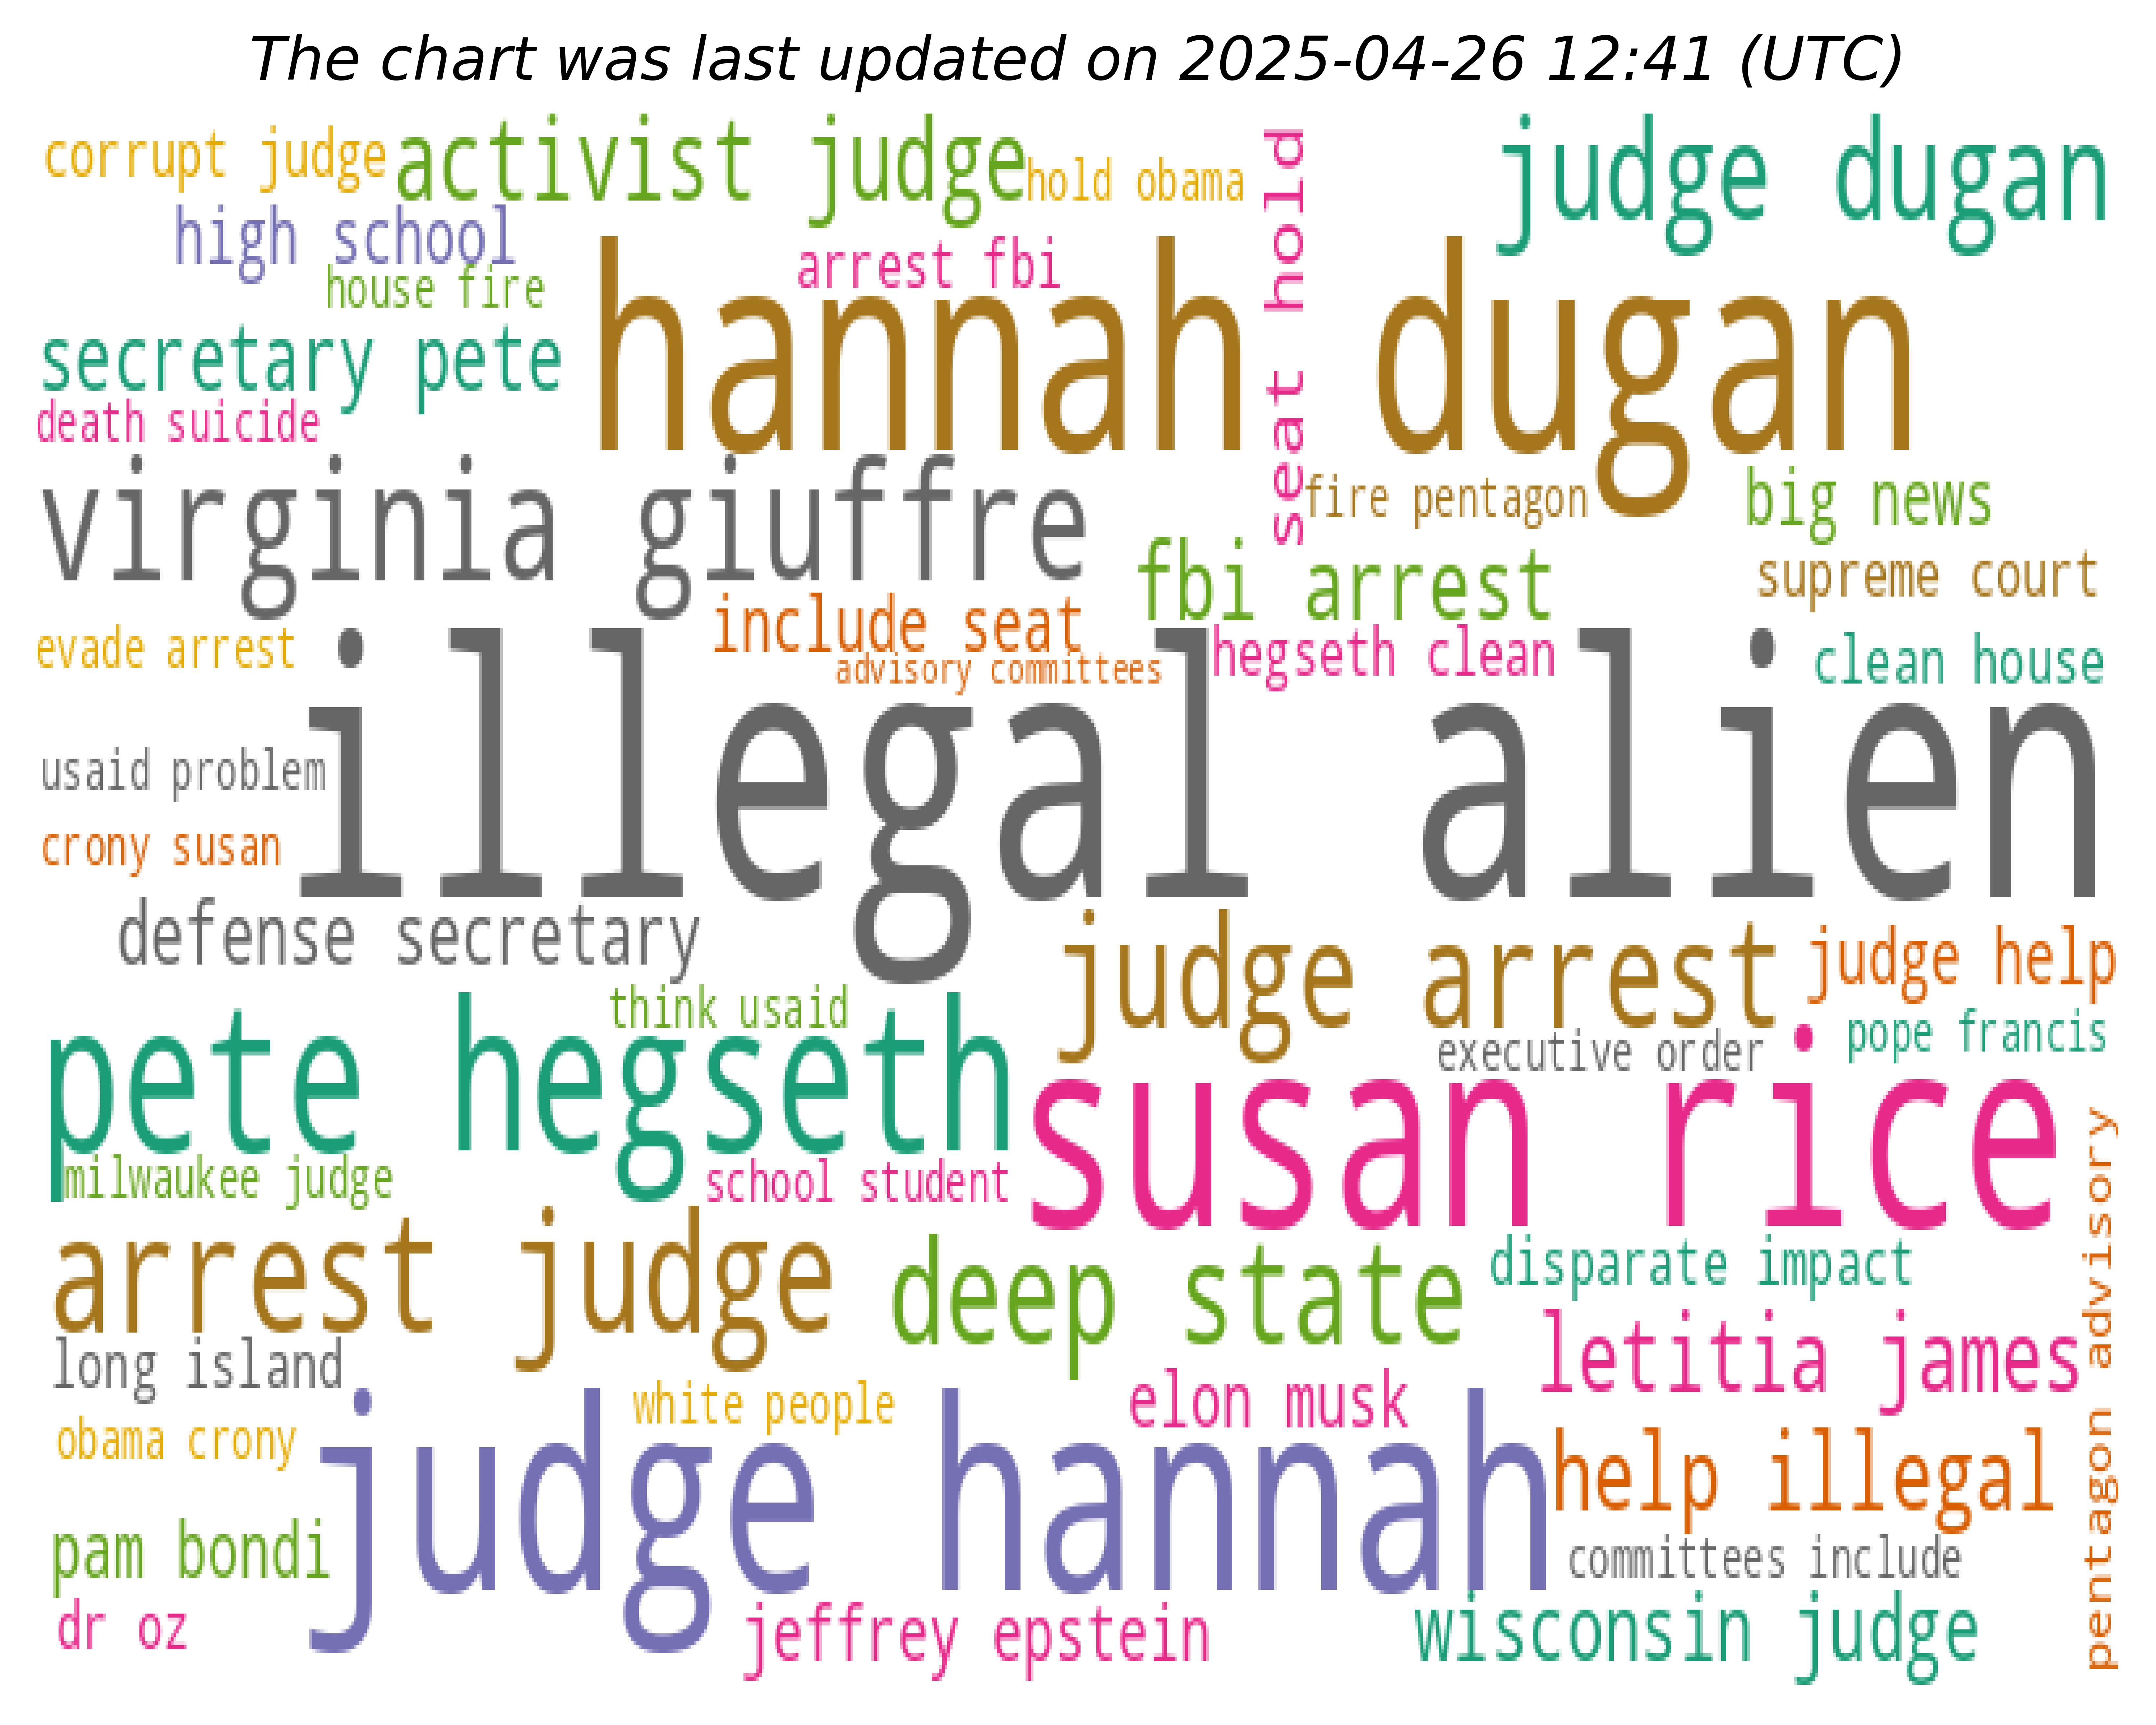 The chart was last updated on 2025-04-26 12:41 (UTC)
corrupt judge
activist judge
hold obama
seat hold
judge dugan
high school
arrest fbi
house fire
hannah dugan
secretary pete
death suicide
virginia giuffre
fire pentagon
big news
fbi arrest
supreme court
include seat
evade arrest
advisory committees
hegseth clean
clean house
illegal alien
usaid problem
crony susan
defense secretary
judge arrest
judge help
think usaid
pete hegseth
executive order
pope francis
susan rice
milwaukee judge
school student
pentagon advisory
arrest judge
deep state
disparate impact
letitia james
long island
white people
elon musk
obama crony
judge hannah
help illegal
pam bondi
committees include
dr oz
jeffrey epstein
wisconsin judge